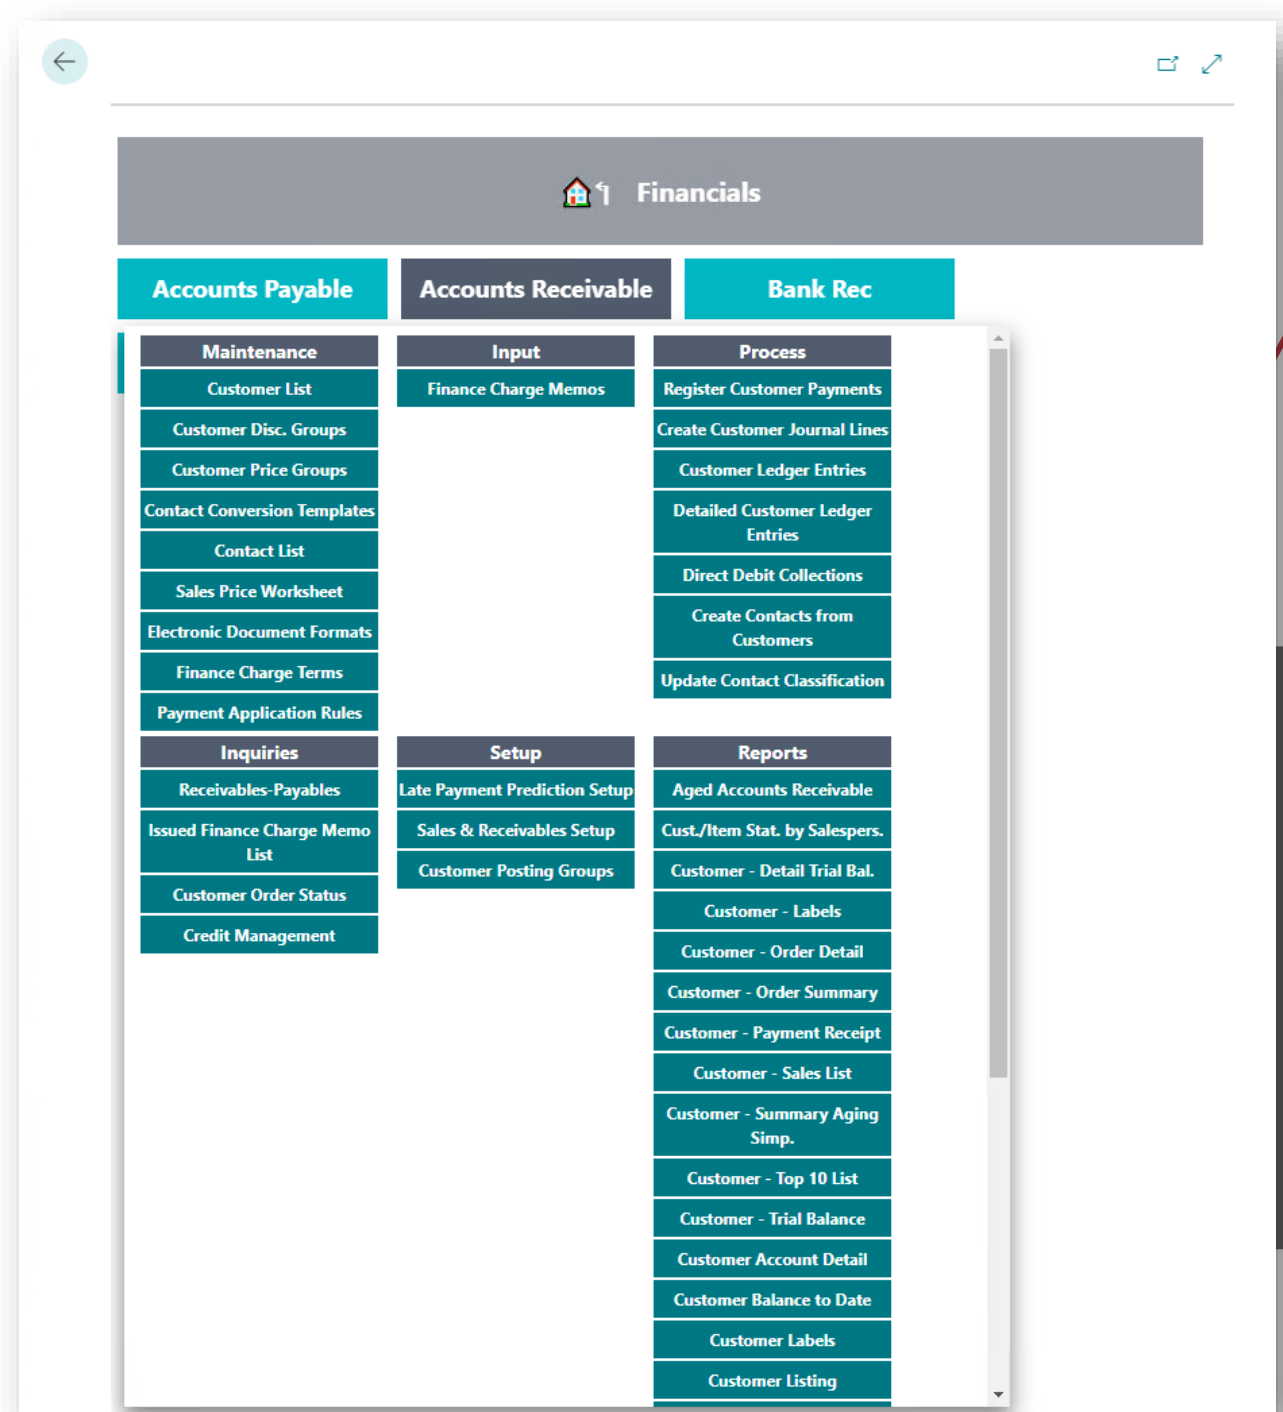 Financials
Accounts Payable
Accounts Receivable
Bank Rec
Maintenance
Customer List
Customer Disc. Groups
Customer Price Groups
Contact Conversion Templates
Contact List
Sales Price Worksheet
Electronic Document Formats
Finance Charge Terms
Payment Application Rules
Input
Finance Charge Memos
Process
Register Customer Payments
Create Customer Journal Lines
Customer Ledger Entries
Detailed Customer Ledger
Entries
Direct Debit Collections
Create Contacts from
Customers
Update Contact Classification
Inquiries
Receivables-Payables
Issued Finance Charge Memo
List
Customer Order Status
Credit Management
Setup
Late Payment Prediction Setup
Sales & Receivables Setup
Customer Posting Groups
Reports
Aged Accounts Receivable
Cust./Item Stat. by Salespers.
Customer - Detail Trial Bal.
Customer - Labels
Customer - Order Detail
Customer - Order Summary
Customer - Payment Receipt
Customer - Sales List
Customer - Summary Aging
Simp.
Customer - Top 10 List
Customer - Trial Balance
Customer Account Detail
Customer Balance to Date
Customer Labels
Customer Listing